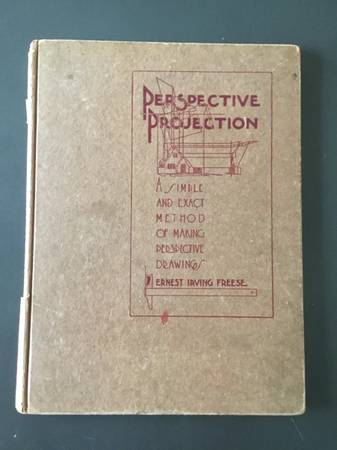 PERSPECTIVE
PROJECTION
A SIMPLE
AND EXACT
METHOD
OF MAKING
PERSPECTIVE
DRAWINGS
ERNEST IRVING FREESE